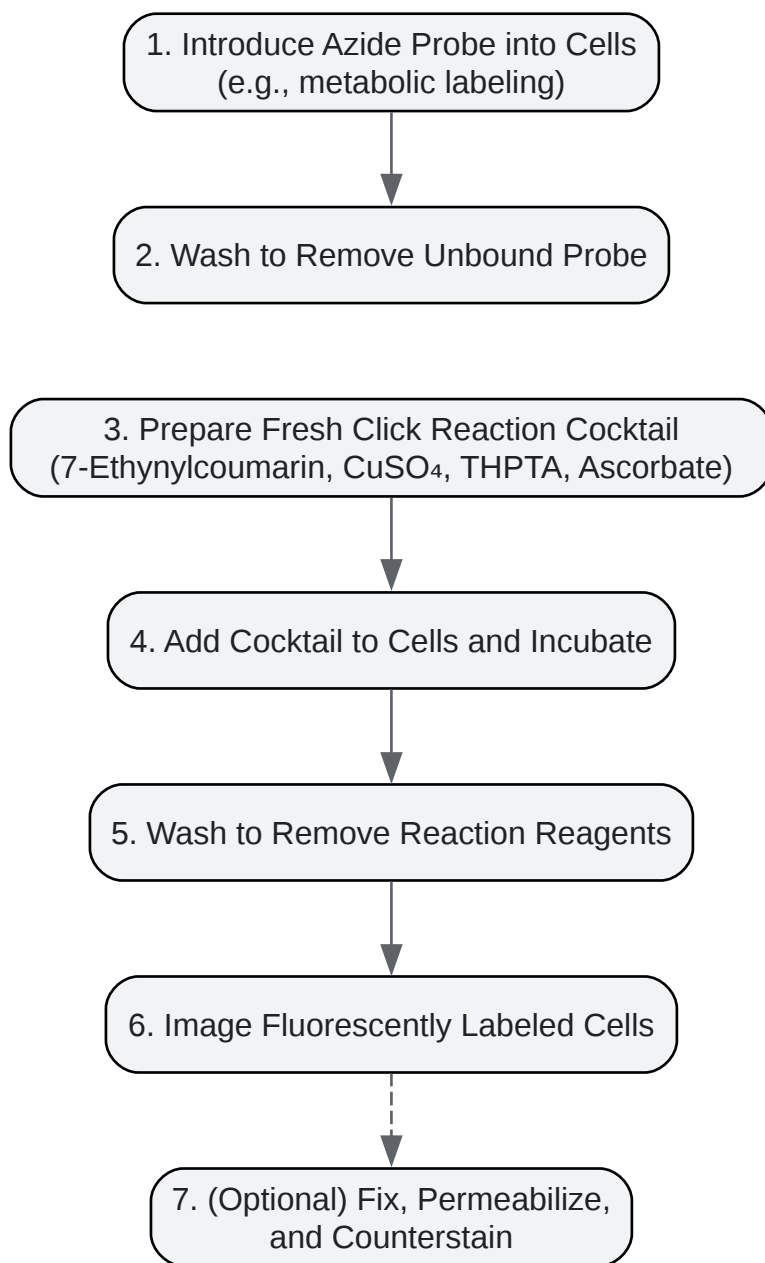 1. Introduce Azide Probe into Cells
(e.g., metabolic labeling)
2. Wash to Remove Unbound Probe
3. Prepare Fresh Click Reaction Cocktail
(7-Ethynylcoumarin, CuSO₄, THPTA, Ascorbate)
4. Add Cocktail to Cells and Incubate
5. Wash to Remove Reaction Reagents
6. Image Fluorescently Labeled Cells
7. (Optional) Fix, Permeabilize,
and Counterstain